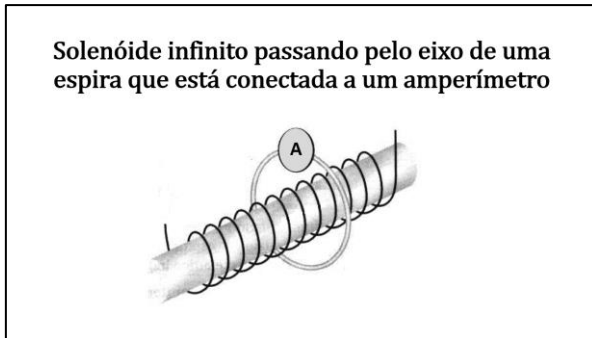 Solenóide infinito passando pelo eixo de uma
espira que está conectada a um amperímetro
A